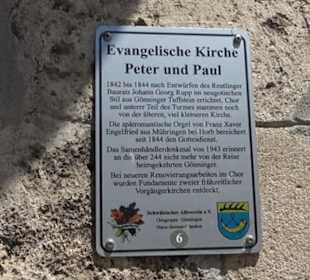 Evangelische Kirche
Peter und Paul
1842 bis 1844 nach Entwürfen des Reutlinger
Baurats Johann Georg Rupp im neugotischen
Stil aus Gönninger Tuffstein errichtet. Chor
und unterer Teil des Turmes stammen noch
von der älteren, viel kleineren Kirche.
Die spätromantische Orgel von Franz Xaver
Engelfried aus Mühringen bei Horb bereichert
seit 1844 den Gottesdienst.
Das Samenhändlerdenkmal von 1943 erinnert
an die über 244 nicht mehr von der Reise
heimgekehrten Gönninger.
Bei neueren Renovierungsarbeiten im Chor
wurden Fundamente zweier frühzeitlicher
Vorgängerkirchen entdeckt.
Schwäbischer Albverein e.V.
Ortsgruppe Gönningen
6